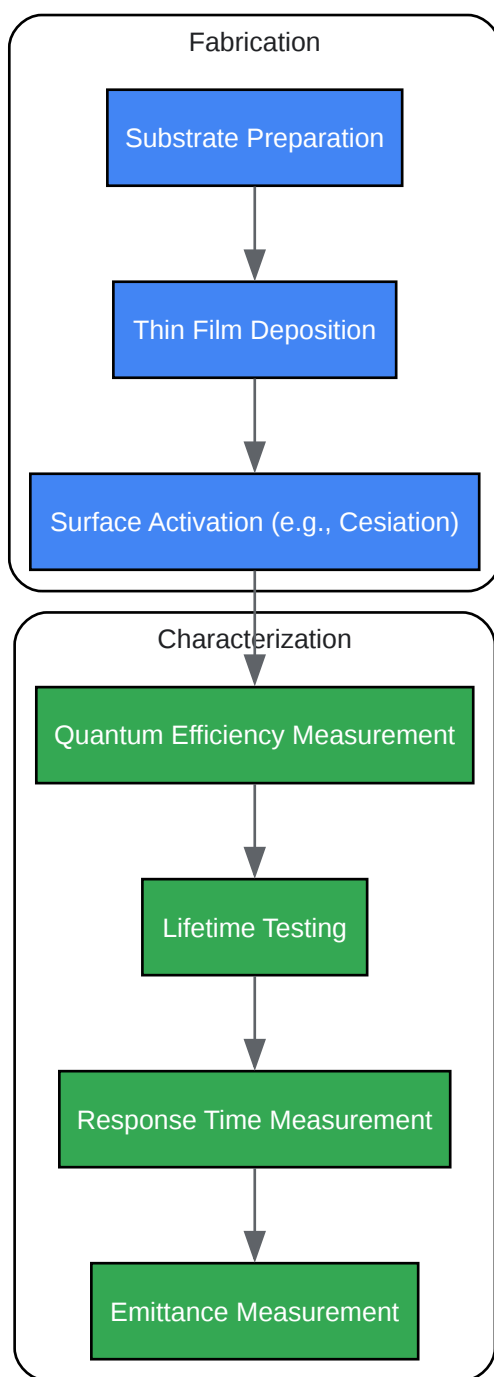 Fabrication
Substrate Preparation
Thin Film Deposition
Surface Activation (e.g., Cesiation)
Characterization
Quantum Efficiency Measurement
Lifetime Testing
Response Time Measurement
Emittance Measurement